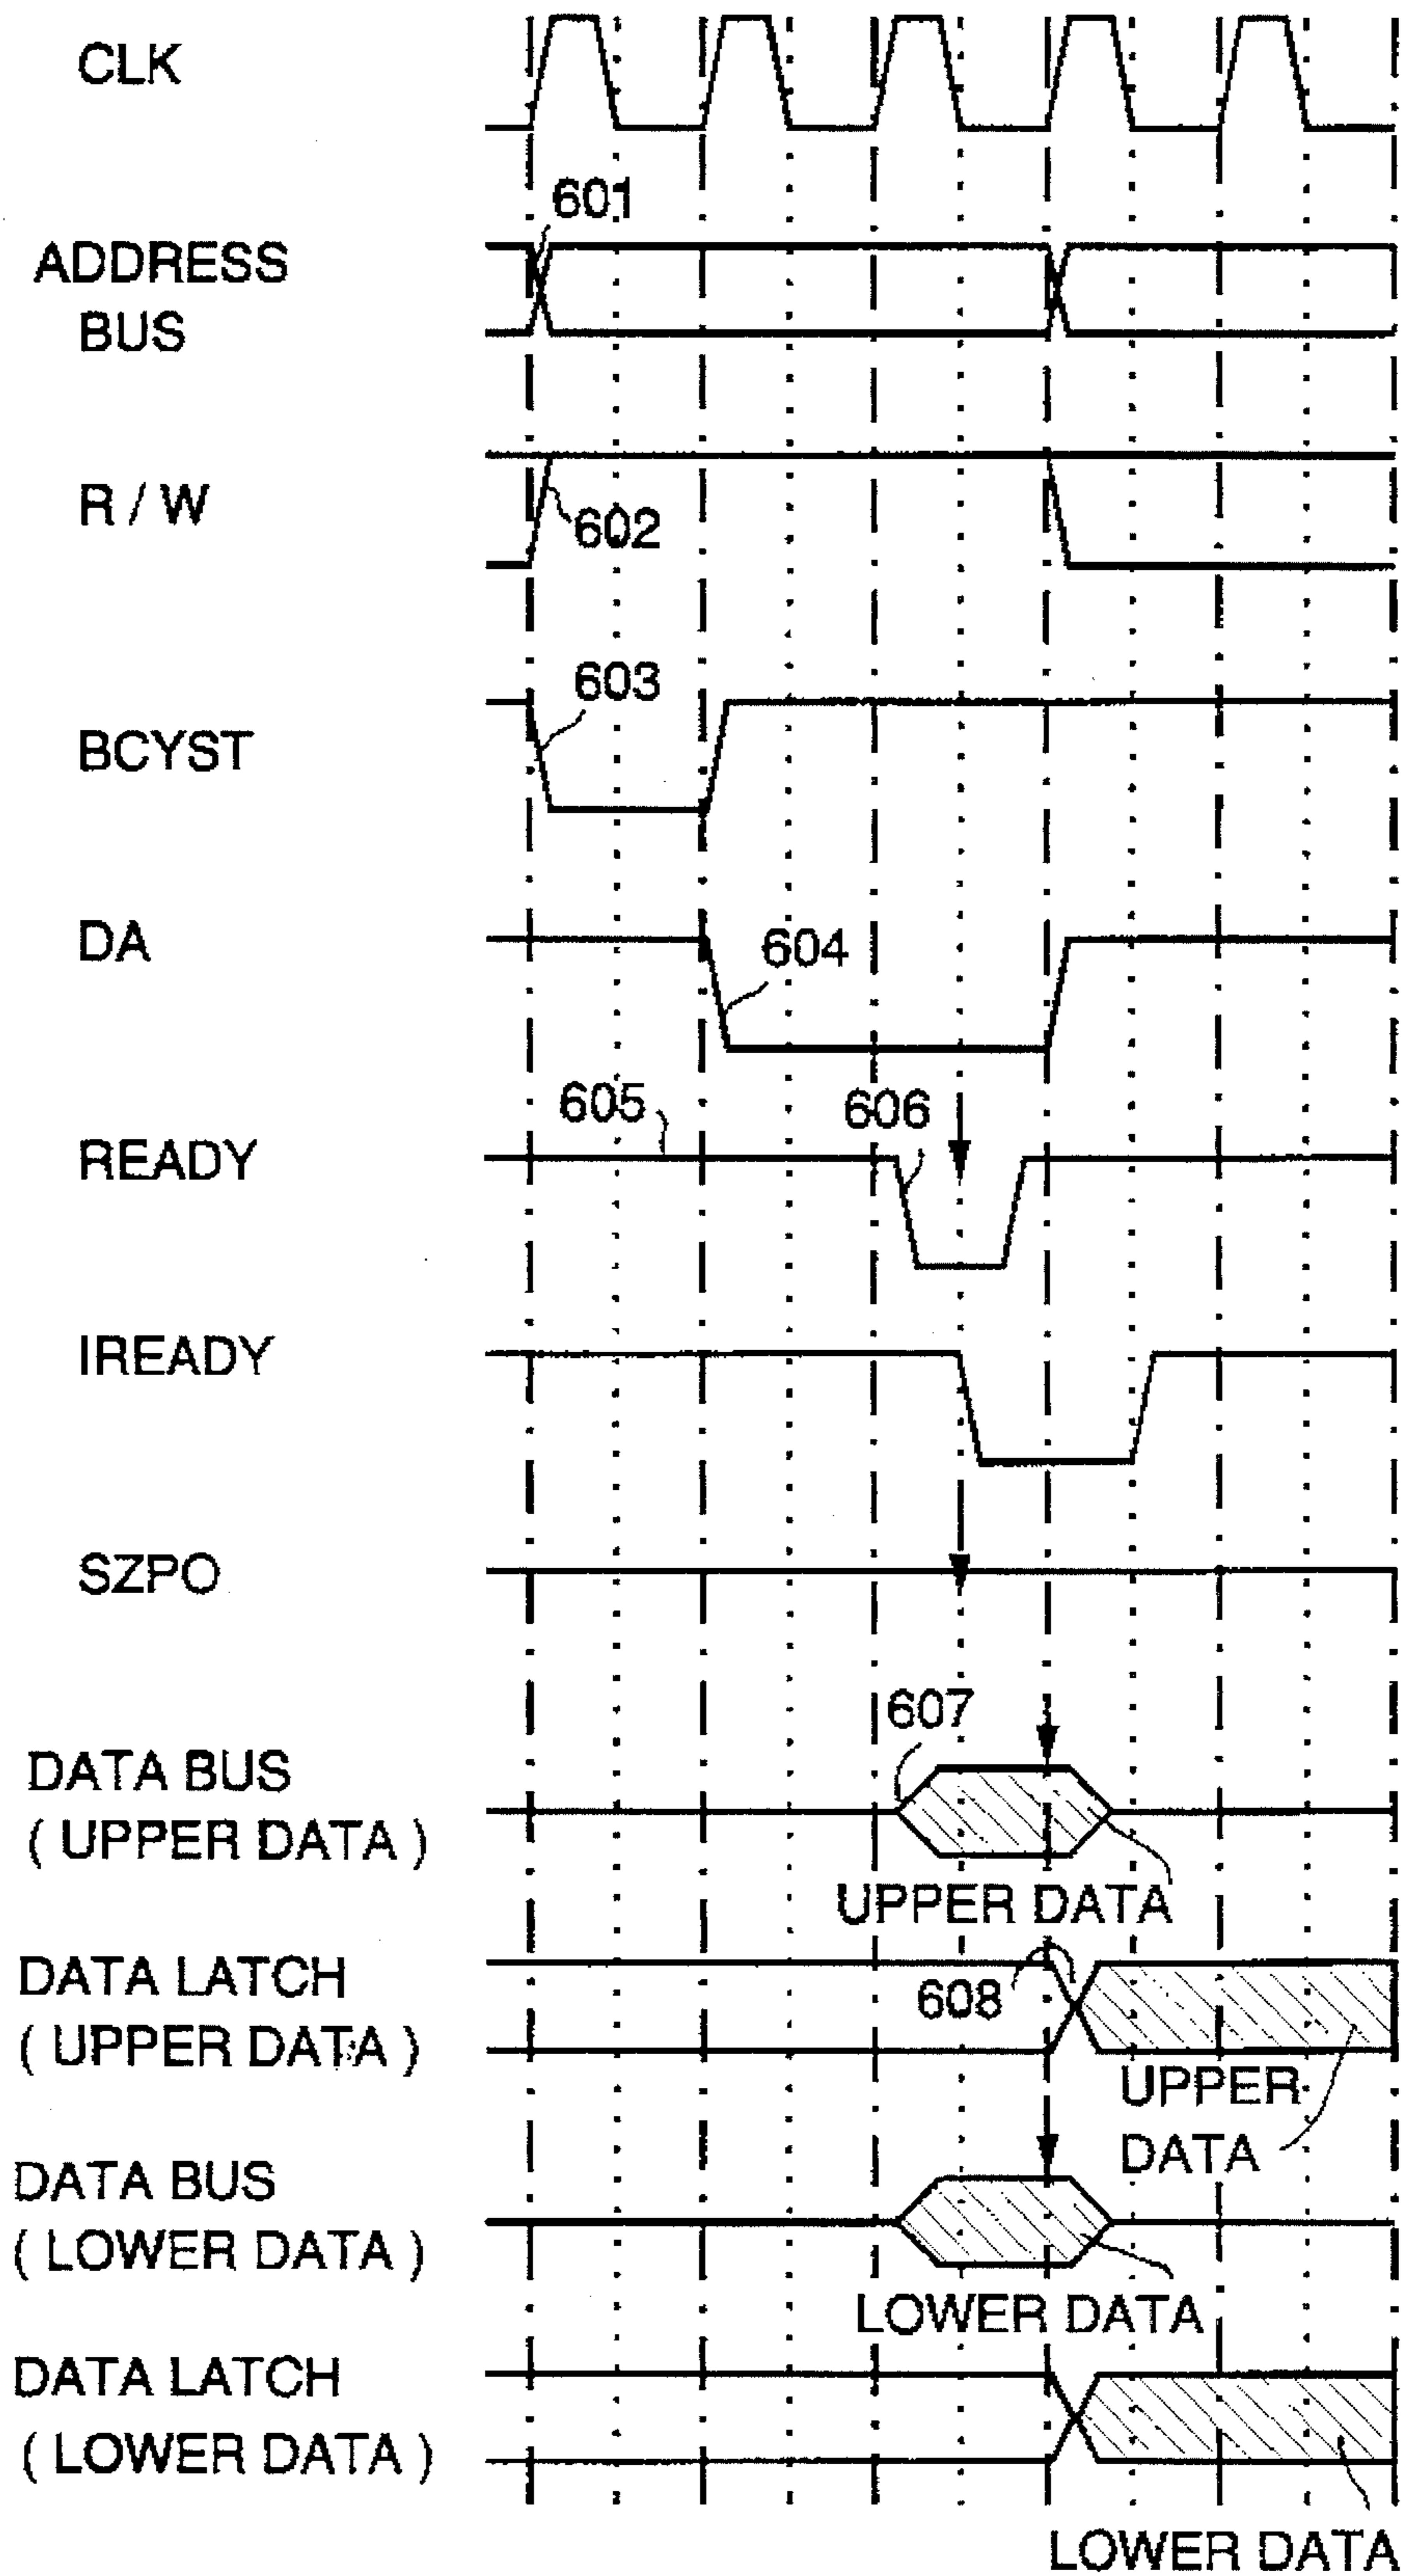 CLK
601
ADDRESS
BUS
R / W
602
603
BCYST
DA
604
605
606
READY
IREADY
SZPO
607
DATA BUS
( UPPER DATA )
UPPER DATA
DATA LATCH
608
( UPPER DATA )
UPPER
DATA
DATA BUS
( LOWER DATA )
LOWER DATA
DATA LATCH
( LOWER DATA )
LOWER DATA